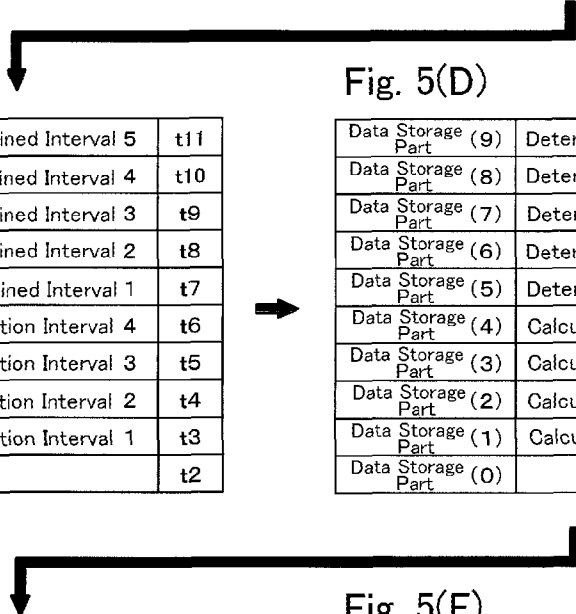 Fig. 5(D)
ined Interval 5 t11
ined Interval 4 t10
ined Interval 3 t9
ined Interval 2 t8
ined Interval 1 t7
tion Interval 4 t6
tion Interval 3 t5
tion Interval 2 t4
tion Interval 1 t3
t2
Data Storage Part (9) Deter
Data Storage Part (8) Deter
Data Storage Part (7) Deter
Data Storage Part (6) Deter
Data Storage Part (5) Deter
Data Storage Part (4) Calcu
Data Storage Part (3) Calcu
Data Storage Part (2) Calcu
Data Storage Part (1) Calcu
Data Storage Part (0)
Fig. 5(E)